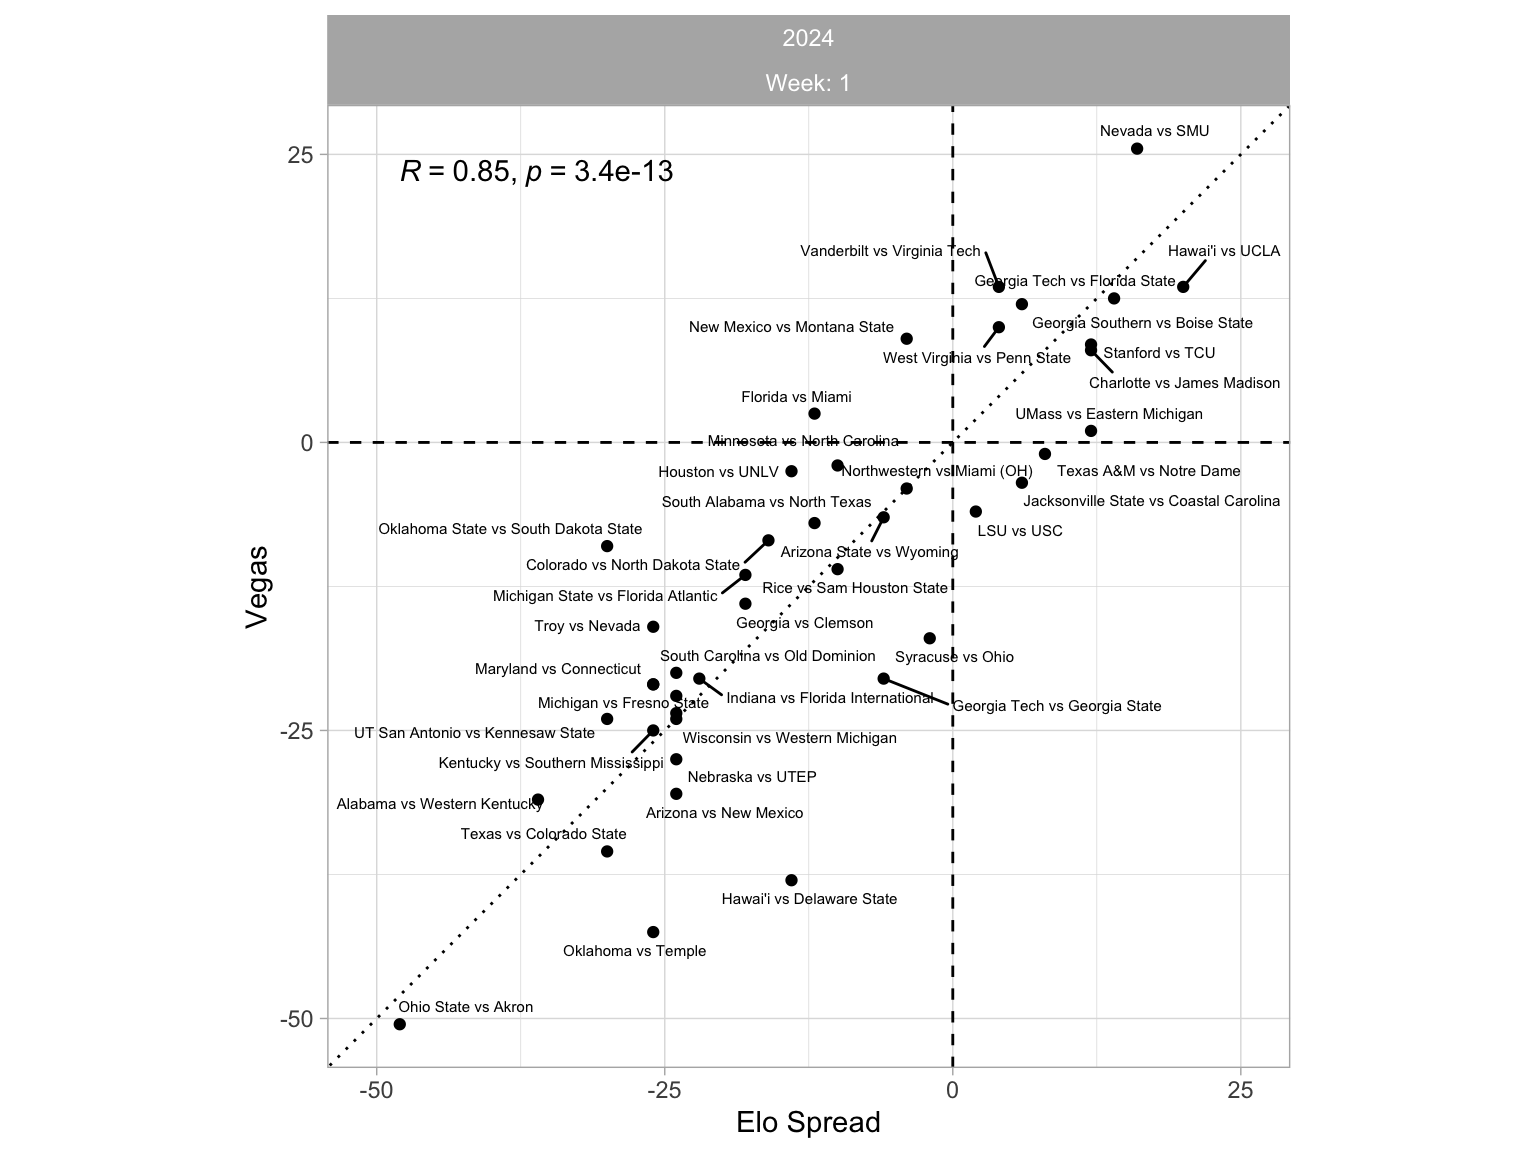 2024
Week: 1
R = 0.85, p = 3.4e-13
Nevada vs SMU
Vanderbilt vs Virginia Tech
Hawai'i vs UCLA
Georgia Tech vs Florida State
New Mexico vs Montana State
Georgia Southern vs Boise State
West Virginia vs Penn State
Stanford vs TCU
Charlotte vs James Madison
Florida vs Miami
UMass vs Eastern Michigan
Minnesota vs North Carolina
Houston vs UNLV
Northwestern vs Miami (OH)
Texas A&M vs Notre Dame
South Alabama vs North Texas
Jacksonville State vs Coastal Carolina
Oklahoma State vs South Dakota State
LSU vs USC
Arizona State vs Wyoming
Colorado vs North Dakota State
Rice vs Sam Houston State
Michigan State vs Florida Atlantic
Georgia vs Clemson
Troy vs Nevada
South Carolina vs Old Dominion
Syracuse vs Ohio
Maryland vs Connecticut
Indiana vs Florida International
Michigan vs Fresno State
Georgia Tech vs Georgia State
UT San Antonio vs Kennesaw State
Wisconsin vs Western Michigan
Kentucky vs Southern Mississippi
Nebraska vs UTEP
Alabama vs Western Kentucky
Arizona vs New Mexico
Texas vs Colorado State
Hawai'i vs Delaware State
Oklahoma vs Temple
Ohio State vs Akron
25
0
-25
-50
Vegas
-50
-25
0
25
Elo Spread